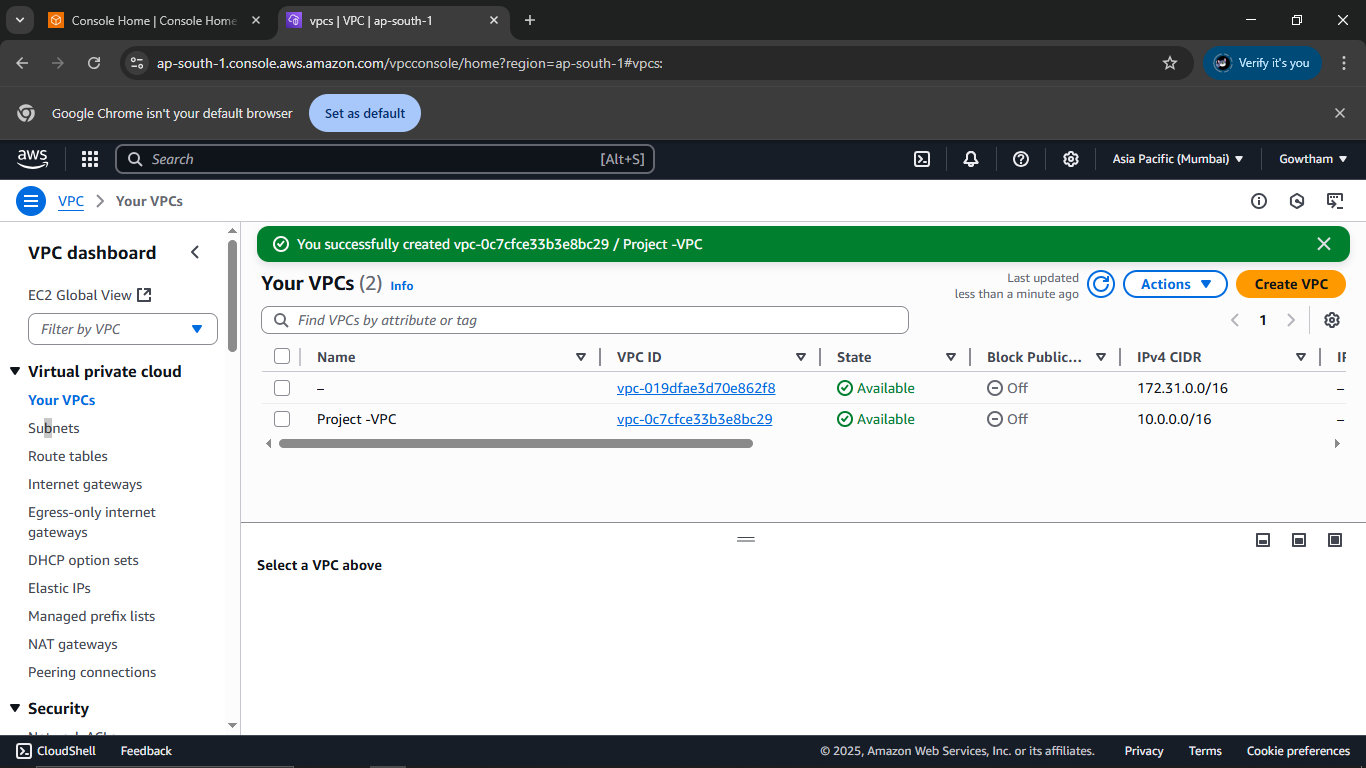 Console Home | Console Home
vpcs | VPC | ap-south-1
ap-south-1.console.aws.amazon.com/vpcconsole/home?region=ap-south-1#vpcs:
Verify it's you
Google Chrome isn't your default browser
Set as default
aws
Search
[Alt+S]
Asia Pacific (Mumbai)
Gowtham
VPC
Your VPCs
VPC dashboard
EC2 Global View
Filter by VPC
Virtual private cloud
Your VPCs
Subnets
Route tables
Internet gateways
Egress-only internet
gateways
DHCP option sets
Elastic IPs
Managed prefix lists
NAT gateways
Peering connections
Security
You successfully created vpc-0c7cfce33b3e8bc29 / Project -VPC
Your VPCs (2) Info
Last updated
less than a minute ago
Actions
Create VPC
Find VPCs by attribute or tag
1
Name VPC ID State Block Public... IPv4 CIDR
– vpc-019dfae3d70e862f8 Available Off 172.31.0.0/16 –
Project -VPC vpc-0c7cfce33b3e8bc29 Available Off 10.0.0.0/16 –
Select a VPC above
CloudShell
Feedback
© 2025, Amazon Web Services, Inc. or its affiliates.
Privacy
Terms
Cookie preferences